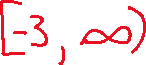 [-3, ∞)